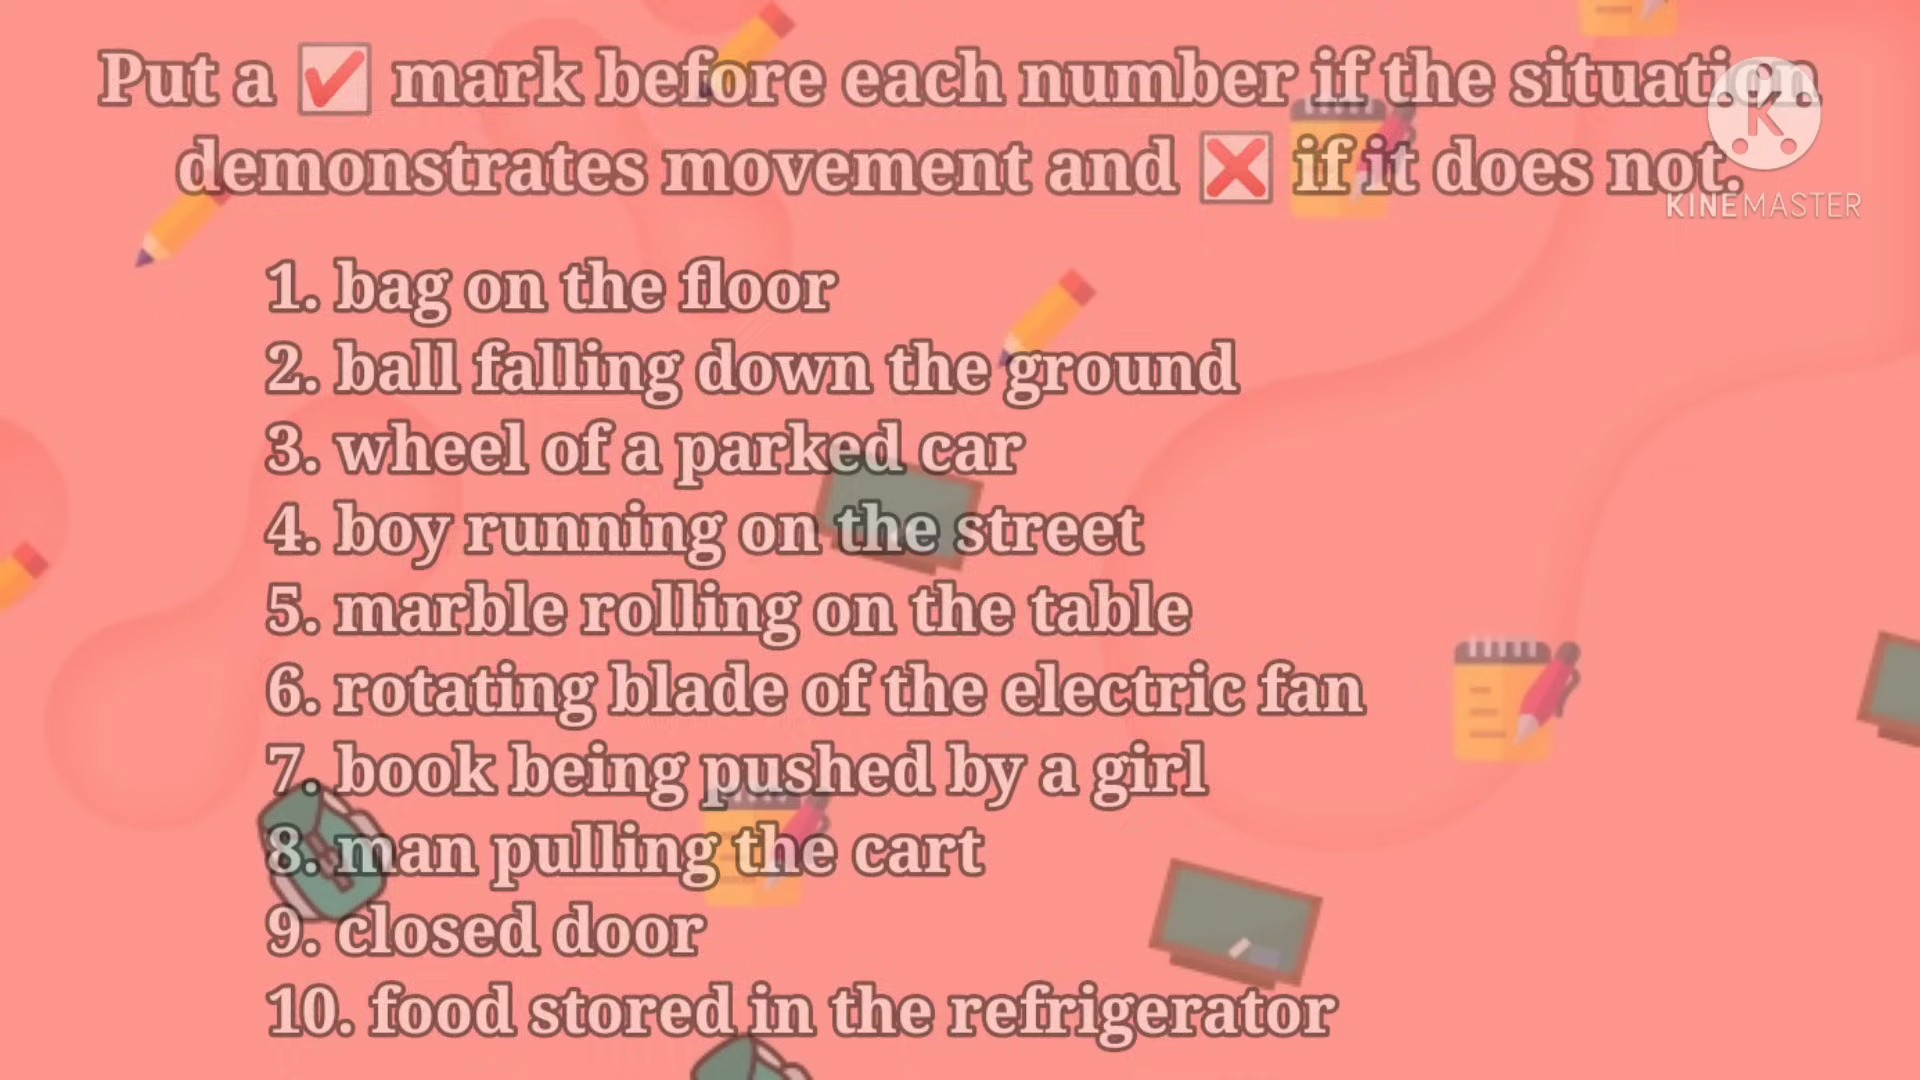 Put a ✔ mark before each number if the situation
demonstrates movement and ❌ if it does not.
KINEMASTER
1. bag on the floor
2. ball falling down the ground
3. wheel of a parked car
4. boy running on the street
5. marble rolling on the table
6. rotating blade of the electric fan
7. book being pushed by a girl
8. man pulling the cart
9. closed door
10. food stored in the refrigerator